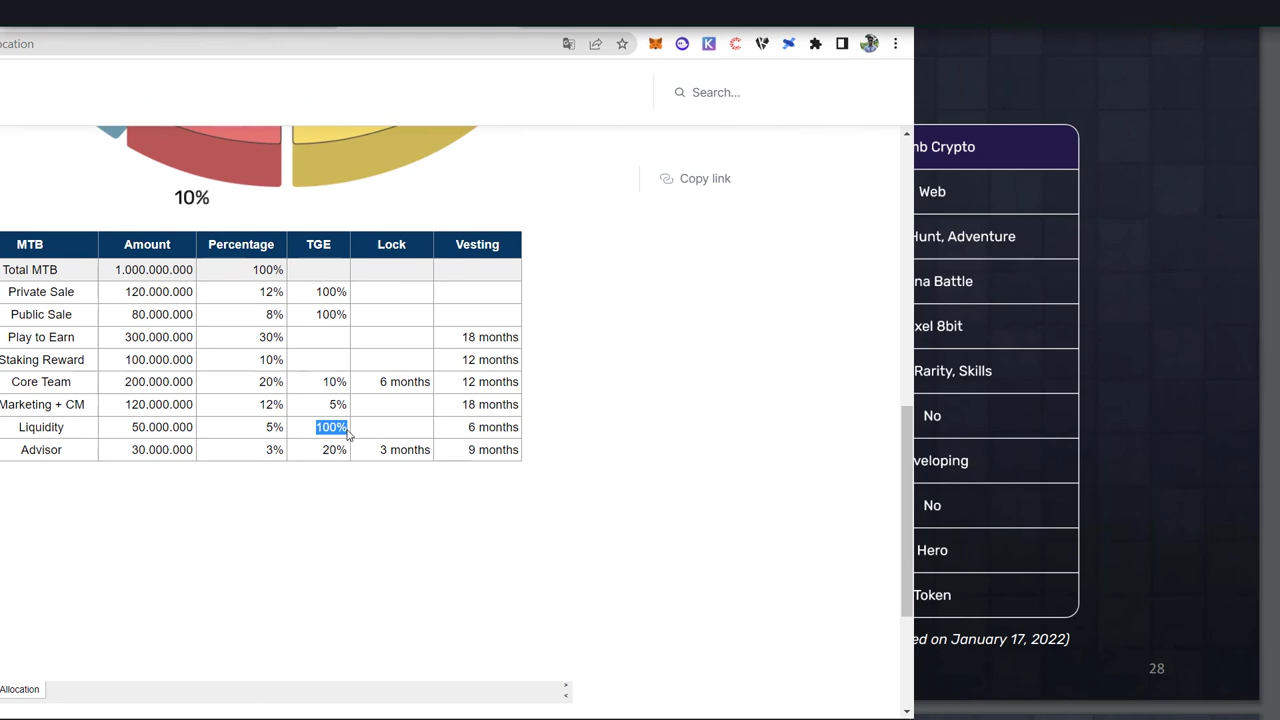 ocation
Search...
Copy link
10%
MTB Amount Percentage TGE Lock Vesting
Total MTB 1.000.000.000 100%
Private Sale 120.000.000 12% 100%
Public Sale 80.000.000 8% 100%
Play to Earn 300.000.000 30% 18 months
Staking Reward 100.000.000 10% 12 months
Core Team 200.000.000 20% 10% 6 months 12 months
Marketing + CM 120.000.000 12% 5% 18 months
Liquidity 50.000.000 5% 100% 6 months
Advisor 30.000.000 3% 20% 3 months 9 months
Allocation
nb Crypto
Web
Hunt, Adventure
na Battle
xel 8bit
Rarity, Skills
No
veloping
No
Hero
Token
ed on January 17, 2022)
28